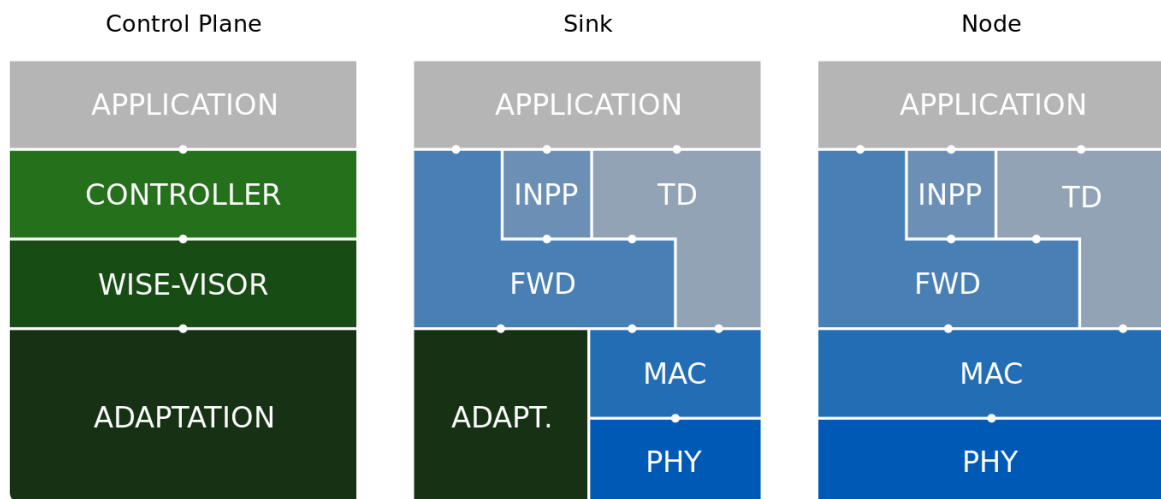 Control Plane
APPLICATION
CONTROLLER
WISE-VISOR
ADAPTATION
Sink
APPLICATION
INPP
TD
FWD
ADAPT.
MAC
PHY
Node
APPLICATION
INPP
TD
FWD
MAC
PHY